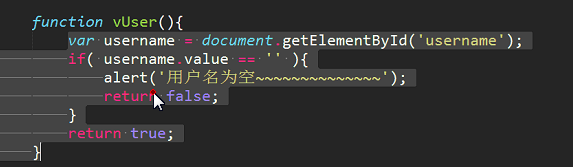 function vUser(){
var username = document.getElementById('username');
if( username.value == '' ){
alert('用户名为空~~~~~~~~~~~~~~');
return false;
}
return true;
}